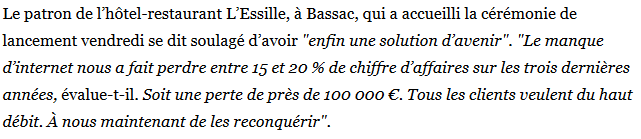 Le patron de l’hôtel-restaurant L’Essille, à Bassac, qui a accueilli la cérémonie de
lancement vendredi se dit soulagé d’avoir "enfin une solution d’avenir". "Le manque
d’internet nous a fait perdre entre 15 et 20 % de chiffre d’affaires sur les trois dernières
années, évalue-t-il. Soit une perte de près de 100 000 €. Tous les clients veulent du haut
débit. À nous maintenant de les reconquérir".